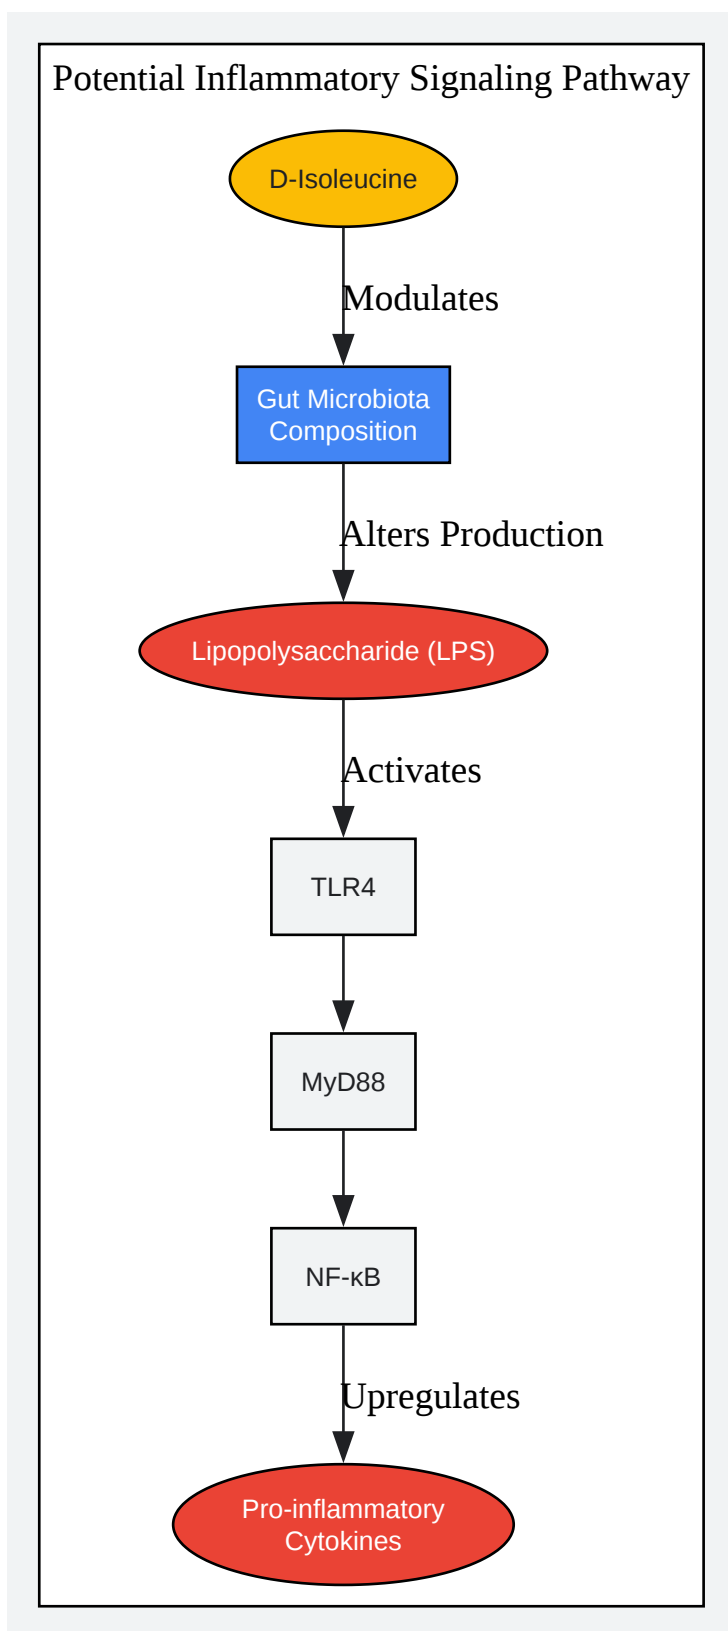 Potential Inflammatory Signaling Pathway
D-Isoleucine
Modulates
Gut Microbiota
Composition
Alters Production
Lipopolysaccharide (LPS)
Activates
TLR4
MyD88
NF-κB
Upregulates
Pro-inflammatory
Cytokines